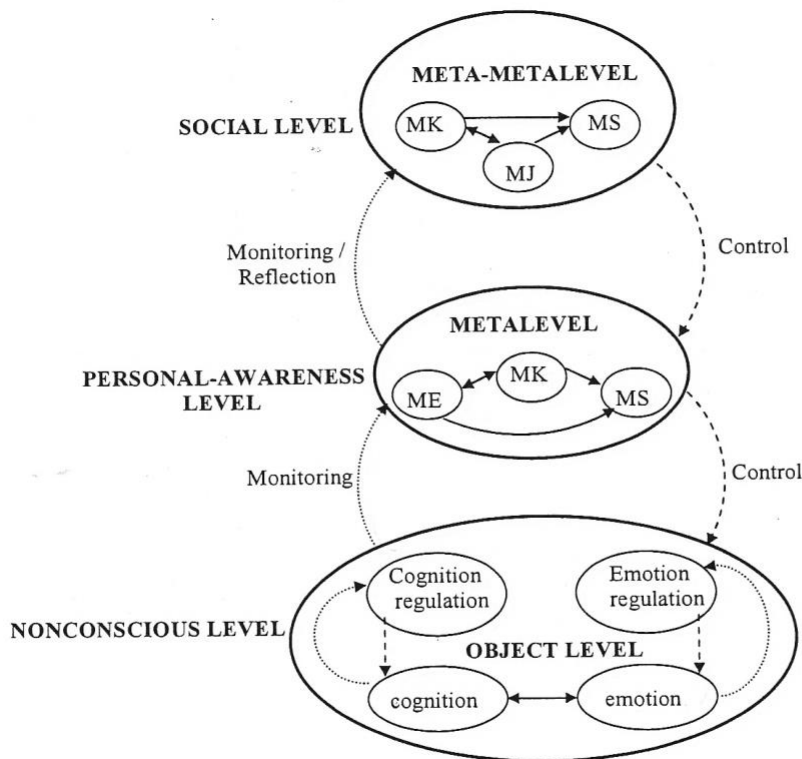 META-METALEVEL
SOCIAL LEVEL
MK
MS
MJ
Monitoring /
Reflection
Control
METALEVEL
PERSONAL-AWARENESS
LEVEL
ME
MK
MS
Monitoring
Control
Cognition
regulation
Emotion
regulation
NONCONSCIOUS LEVEL
OBJECT LEVEL
cognition
emotion